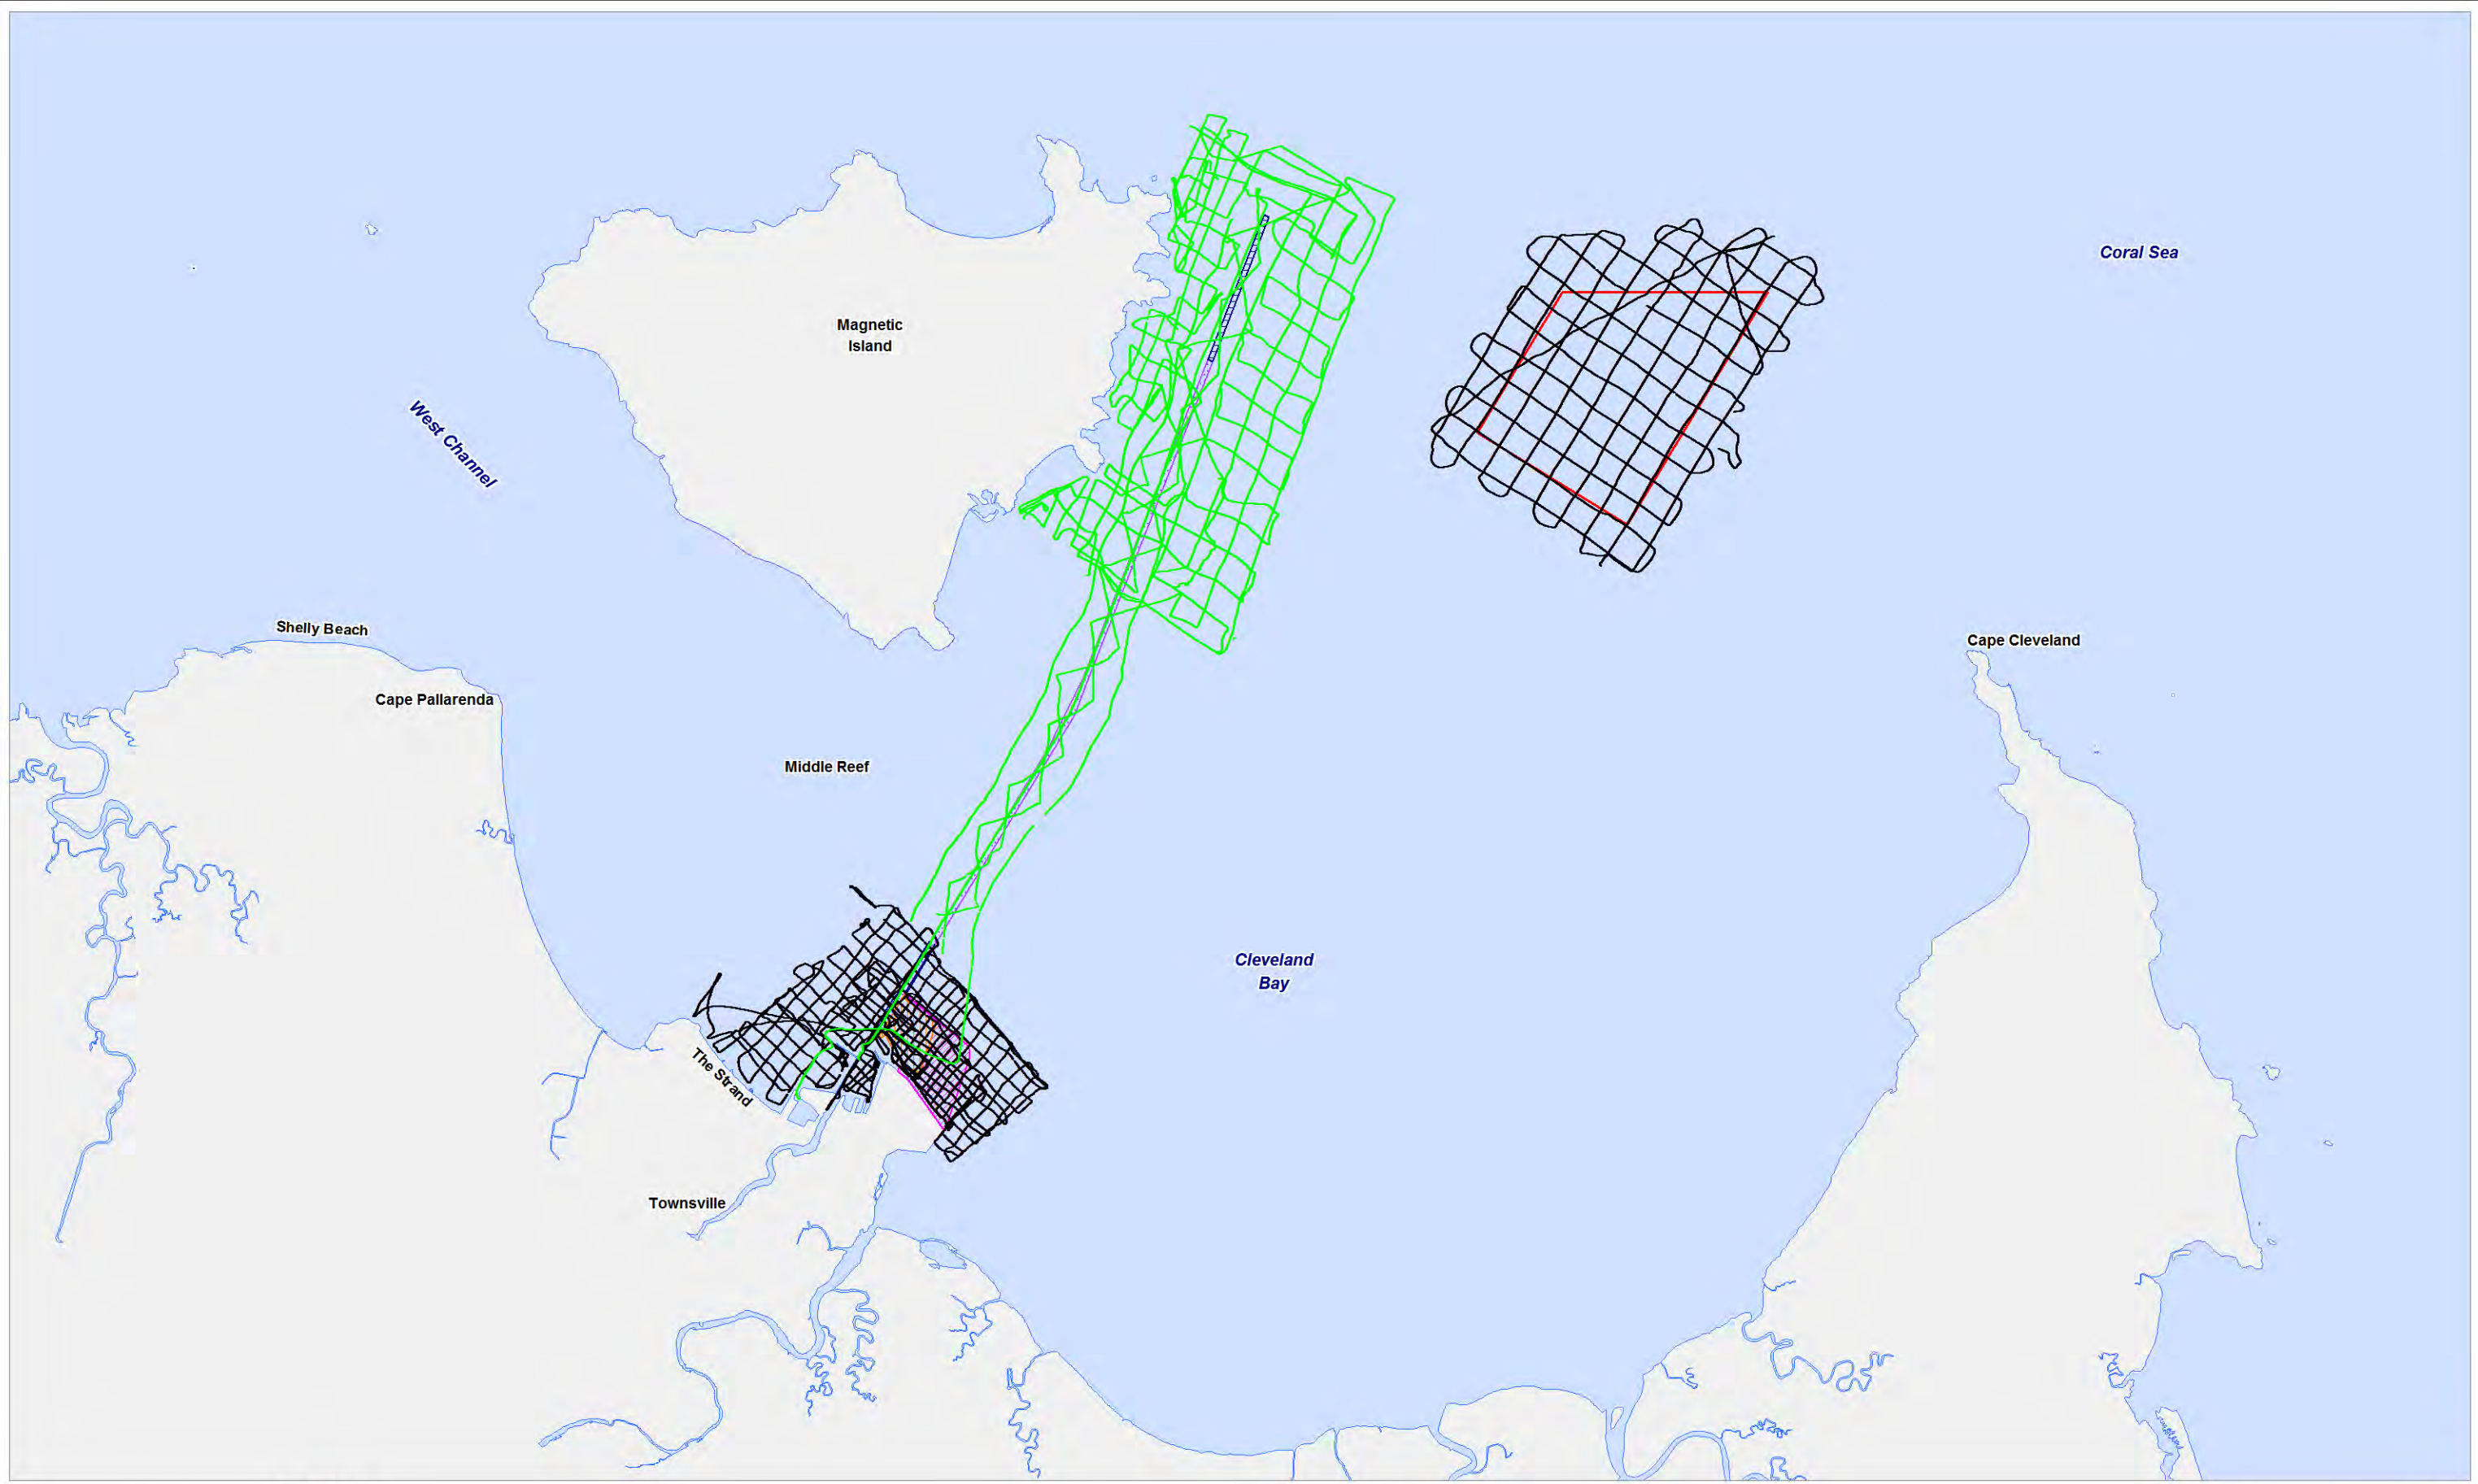 Coral Sea
Magnetic
Island
West Channel
Shelly Beach
Cape Cleveland
Cape Pallarenda
Middle Reef
Cleveland
Bay
The Strand
Townsville